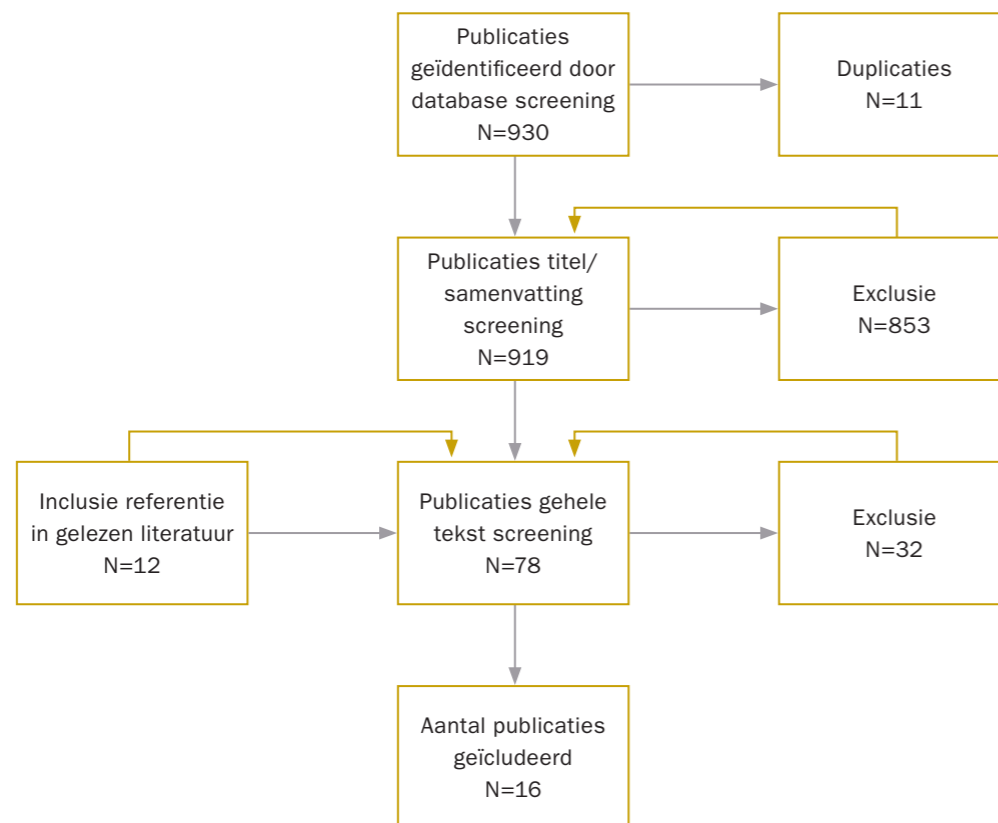 Publicaties
geïdentificeerd door
database screening
N=930
Duplicaties
N=11
Publicaties titel/
samenvatting
screening
N=919
Exclusie
N=853
Inclusie referentie
in gelezen literatuur
N=12
Publicaties gehele
tekst screening
N=78
Exclusie
N=32
Aantal publicaties
geïcludeerd
N=16